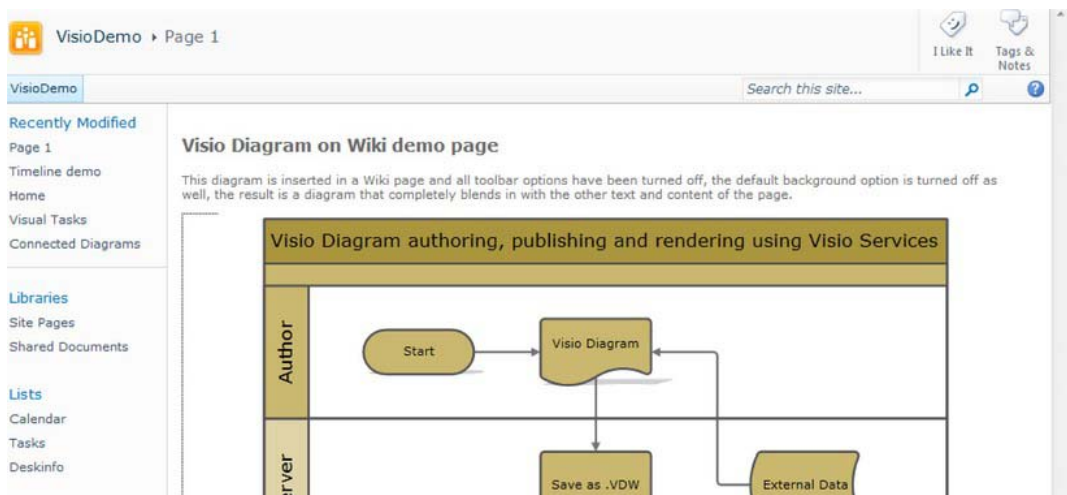 VisioDemo ▸ Page 1
I Like It
Tags &
Notes
VisioDemo
Search this site...
Recently Modified
Page 1
Timeline demo
Home
Visual Tasks
Connected Diagrams
Libraries
Site Pages
Shared Documents
Lists
Calendar
Tasks
Deskinfo
Visio Diagram on Wiki demo page
This diagram is inserted in a Wiki page and all toolbar options have been turned off, the default background option is turned off as
well, the result is a diagram that completely blends in with the other text and content of the page.
Visio Diagram authoring, publishing and rendering using Visio Services
Author
Start
Visio Diagram
Save as .VDW
External Data